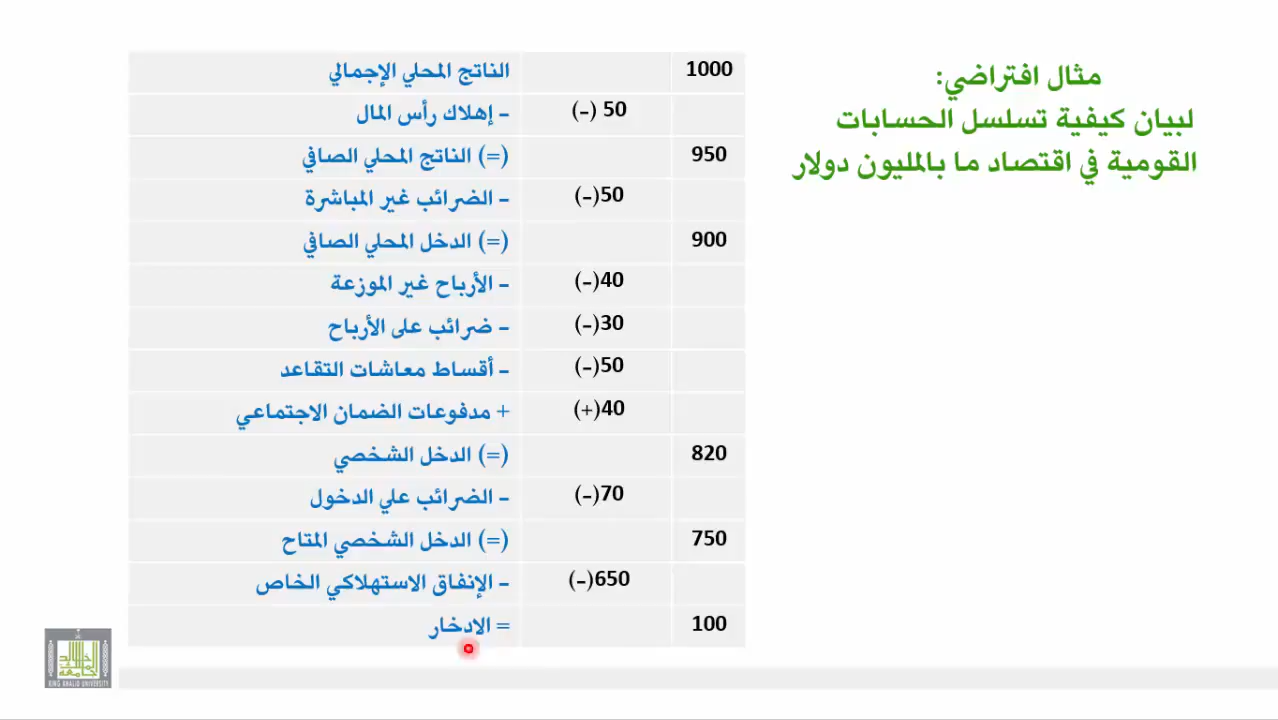 مثال افتراضي:
لبيان كيفية تسلسل الحسابات
القومية في اقتصاد ما بالمليون دولار
الناتج المحلي الإجمالي 1000
- إهلاك رأس المال 50 (-)
(=) الناتج المحلي الصافي 950
- الضرائب غير المباشرة 50(-)
(=) الدخل المحلي الصافي 900
- الأرباح غير الموزعة 40(-)
- ضرائب على الأرباح 30(-)
- أقساط معاشات التقاعد 50(-)
+ مدفوعات الضمان الاجتماعي 40(+)
(=) الدخل الشخصي 820
- الضرائب علي الدخول 70(-)
(=) الدخل الشخصي المتاح 750
- الإنفاق الاستهلاكي الخاص 650(-)
= الادخار 100
KING KHALID UNIVERSITY